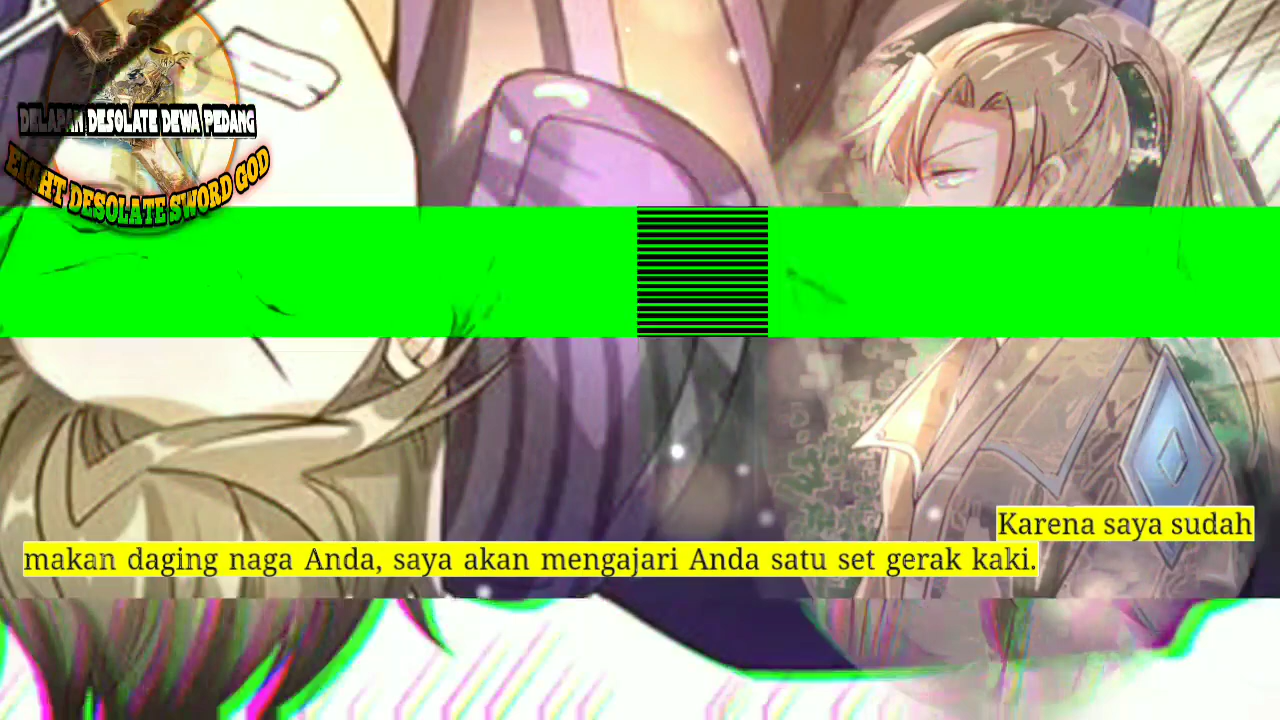 DELAPAN DESOLATE DEWA PEDANG
EIGHT DESOLATE SWORD GOD
Karena saya sudah
makan daging naga Anda, saya akan mengajari Anda satu set gerak kaki.